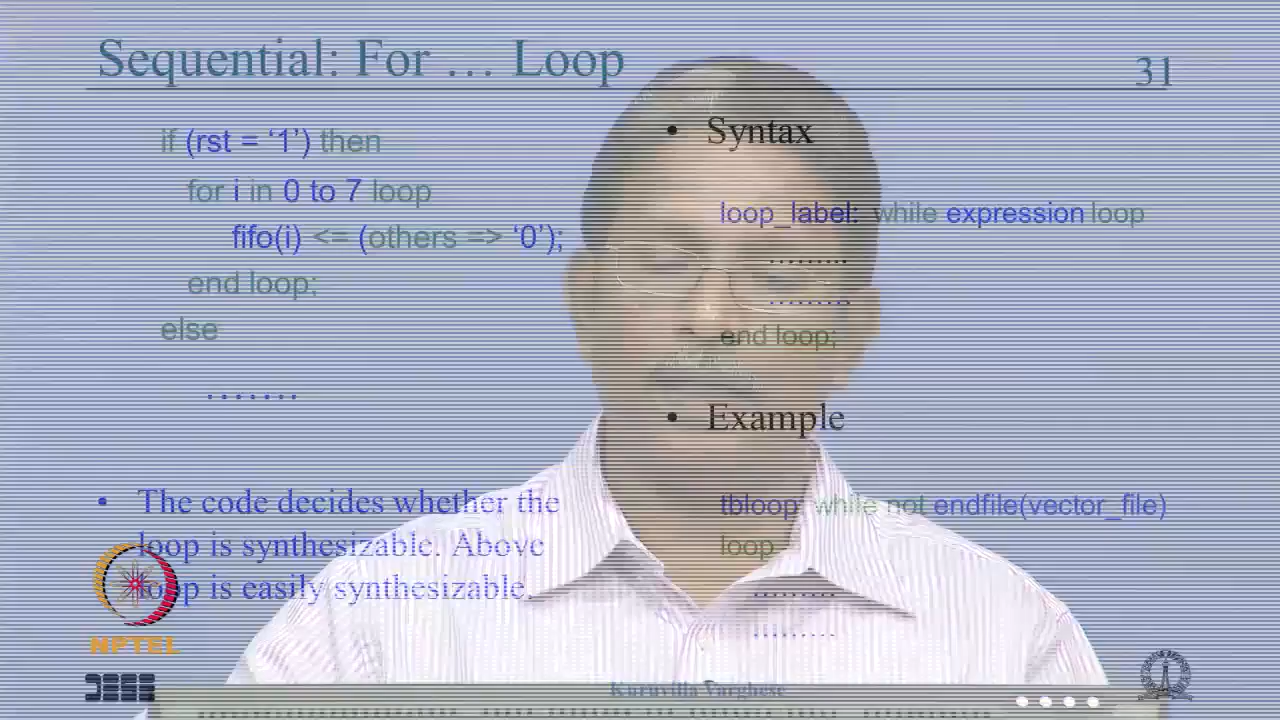 Sequential: For … Loop
31
if (rst = ‘1’) then
for i in 0 to 7 loop
fifo(i) <= (others => ‘0’);
end loop;
else
.......
• The code decides whether the
loop is synthesizable. Above
loop is easily synthesizable.
• Syntax
loop_label: while expression loop
.........
.........
end loop;
• Example
tbloop: while not endfile(vector_file)
loop
.........
.........
NPTEL
Kuruvilla Varghese